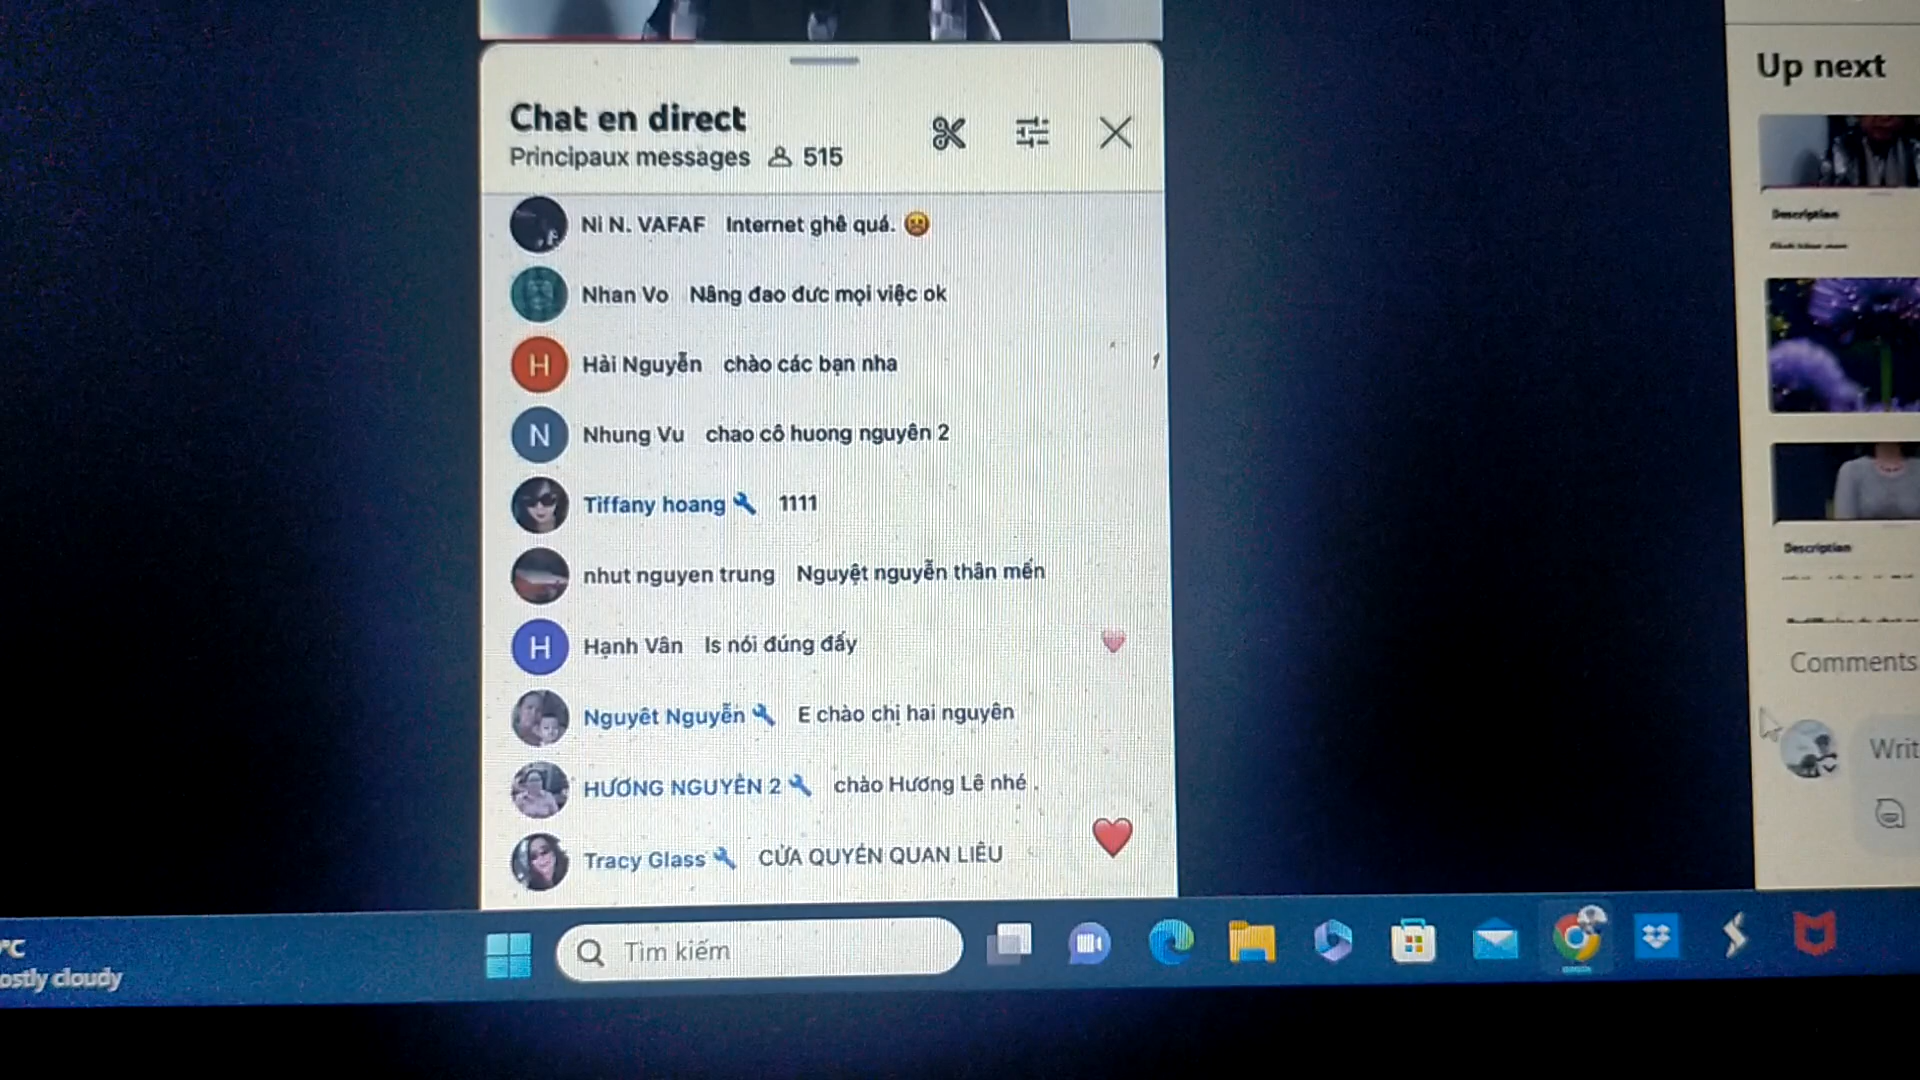 Chat en direct
Principaux messages 515
Ni N. VAFAF Internet ghê quá. ☹️
Nhan Vo Nâng đao đưc mọi việc ok
Hải Nguyễn chào các bạn nha
N Nhung Vu chao cô huong nguyên 2
Tiffany hoang 1111
nhut nguyen trung Nguyệt nguyễn thân mến
H Hạnh Vân Is nói đúng đấy
Nguyêt Nguyễn E chào chị hai nguyên
HƯƠNG NGUYÊN 2 chào Hương Lê nhé .
Tracy Glass CỬA QUYỀN QUAN LIÊU
Up next
Description
Description
Comments
Writ
°C
ostly cloudy
Tìm kiếm